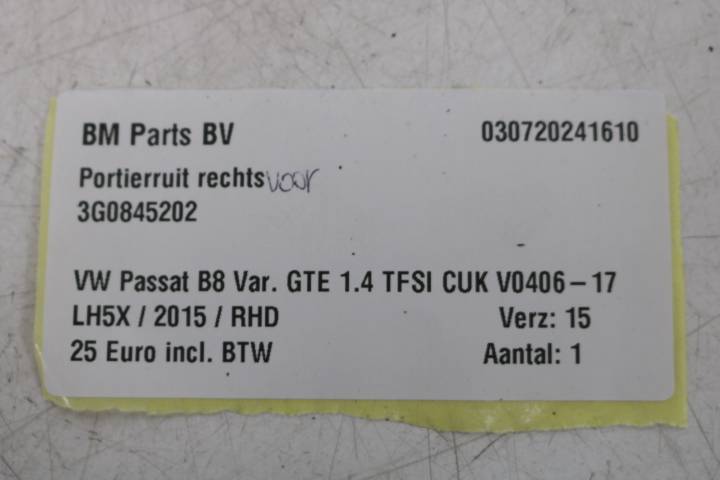 BM Parts BV 030720241610
Portierruit rechts voor
3G0845202
VW Passat B8 Var. GTE 1.4 TFSI CUK V0406-17
LH5X / 2015 / RHD Verz: 15
25 Euro incl. BTW Aantal: 1